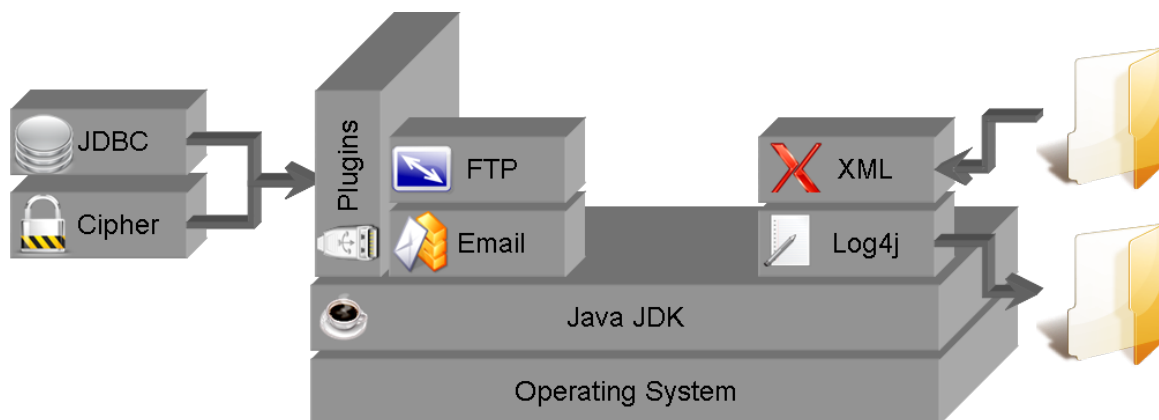 JDBC
Cipher
Plugins
FTP
Email
XML
Log4j
Java JDK
Operating System